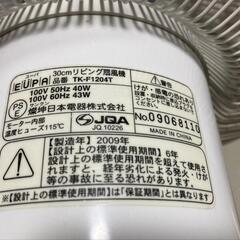 EUPA 30cmリビング扇風機
品番 TK-F1204T
100V 50Hz 40W
100V 60Hz 43W
PSE 燦坤日本電器株式会社
モーター内部
温度ヒューズ115℃
JQA
JQ.10226
No.09068110
MADE IN CHINA
【製造年】2009年
【設計上の標準使用期間】6年
設計上の標準使用期間を超えて使用
されますと、経年劣化による発火・けが
等の事故に至るおそれがあります。
設計上の標準使用期間は「保証期間」
とは異なります。